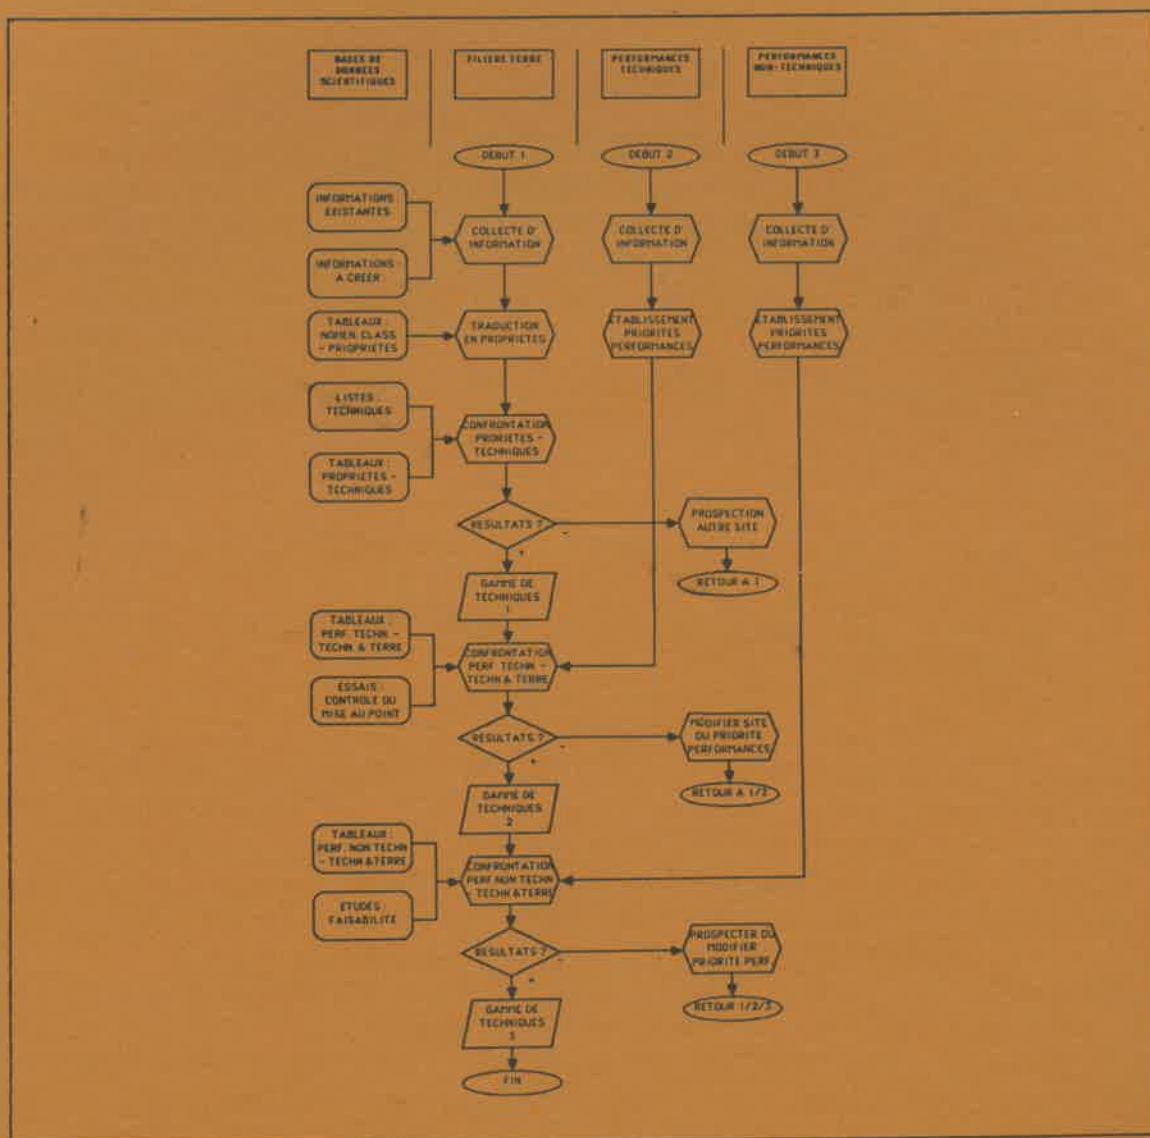 BASES DE
DONNEES
SCIENTIFIQUES
FILIERE TERRE
PERFORMANCES
TECHNIQUES
PERFORMANCES
NON-TECHNIQUES
DEBUT 1
DEBUT 2
DEBUT 3
INFORMATIONS
EXISTANTES
INFORMATIONS
A CREER
COLLECTE D'
INFORMATION
COLLECTE D'
INFORMATION
COLLECTE D'
INFORMATION
TABLEAUX :
NOMEN. CLASS
- PRIOPRIETES
TRADUCTION
EN PROPRIETES
ETABLISSEMENT
PRIORITES
PERFORMANCES
ETABLISSEMENT
PRIORITES
PERFORMANCES
LISTES :
TECHNIQUES
TABLEAUX :
PROPRIETES -
TECHNIQUES
CONFRONTATION
PRORIETES -
TECHNIQUES
RESULTATS ?
-
+
PROSPECTION
AUTRE SITE
RETOUR A 1
GAMME DE
TECHNIQUES
1
TABLEAUX :
PERF. TECHN -
TECHN & TERRE
ESSAIS :
CONTROLE OU
MISE AU POINT
CONFRONTATION
PERF TECHN -
TECHN & TERRE
RESULTATS ?
-
+
MODIFIER SITE
OU PRIORITE
PERFORMANCES
RETOUR A 1/2
GAMME DE
TECHNIQUES
2
TABLEAUX :
PERF. NON TECHN
- TECHN &TERRE
ETUDES :
FAISABILITE
CONFRONTATION
PERF NON TECHN
- TECHN &TERRE
RESULTATS ?
-
+
PROSPECTER OU
MODIFIER
PRIORITE PERF.
RETOUR 1/2/3
GAMME DE
TECHNIQUES
3
FIN